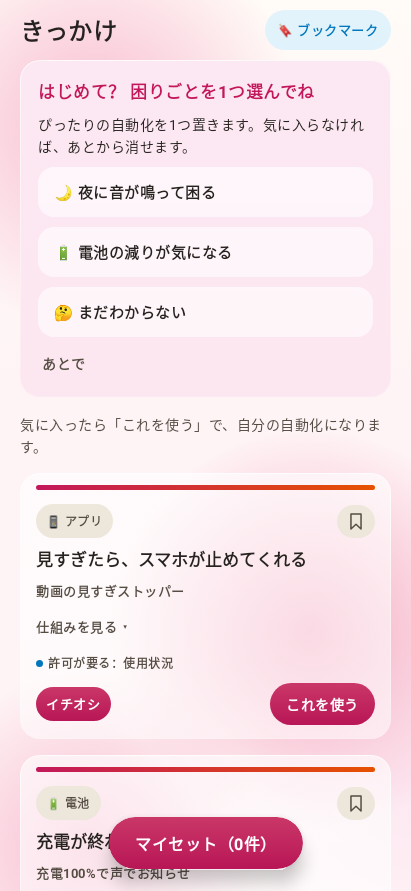 きっかけ
🔖 ブックマーク
はじめて？ 困りごとを1つ選んでね
ぴったりの自動化を1つ置きます。気に入らなけれ
ば、あとから消せます。
🌙 夜に音が鳴って困る
🔋 電池の減りが気になる
🤔 まだわからない
あとで
気に入ったら「これを使う」で、自分の自動化になりま
す。
📱 アプリ
見すぎたら、スマホが止めてくれる
動画の見すぎストッパー
仕組みを見る ▾
許可が要る: 使用状況
イチオシ
これを使う
🔋 電池
充電が終
マイセット（0件）
充電100%で声でお知らせ